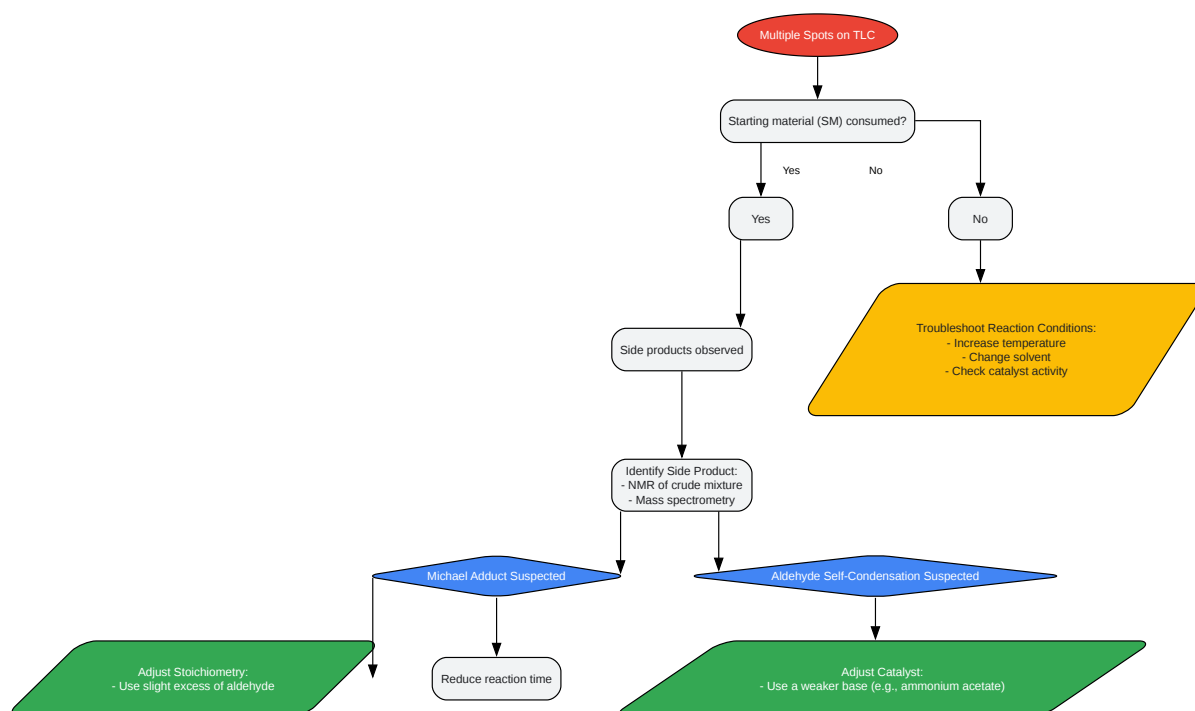 Multiple Spots on TLC
Starting material (SM) consumed?
Yes
No
Yes
No
Troubleshoot Reaction Conditions:
- Increase temperature
- Change solvent
- Check catalyst activity
Side products observed
Identify Side Product:
- NMR of crude mixture
- Mass spectrometry
Michael Adduct Suspected
Aldehyde Self-Condensation Suspected
Adjust Stoichiometry:
- Use slight excess of aldehyde
Reduce reaction time
Adjust Catalyst:
- Use a weaker base (e.g., ammonium acetate)